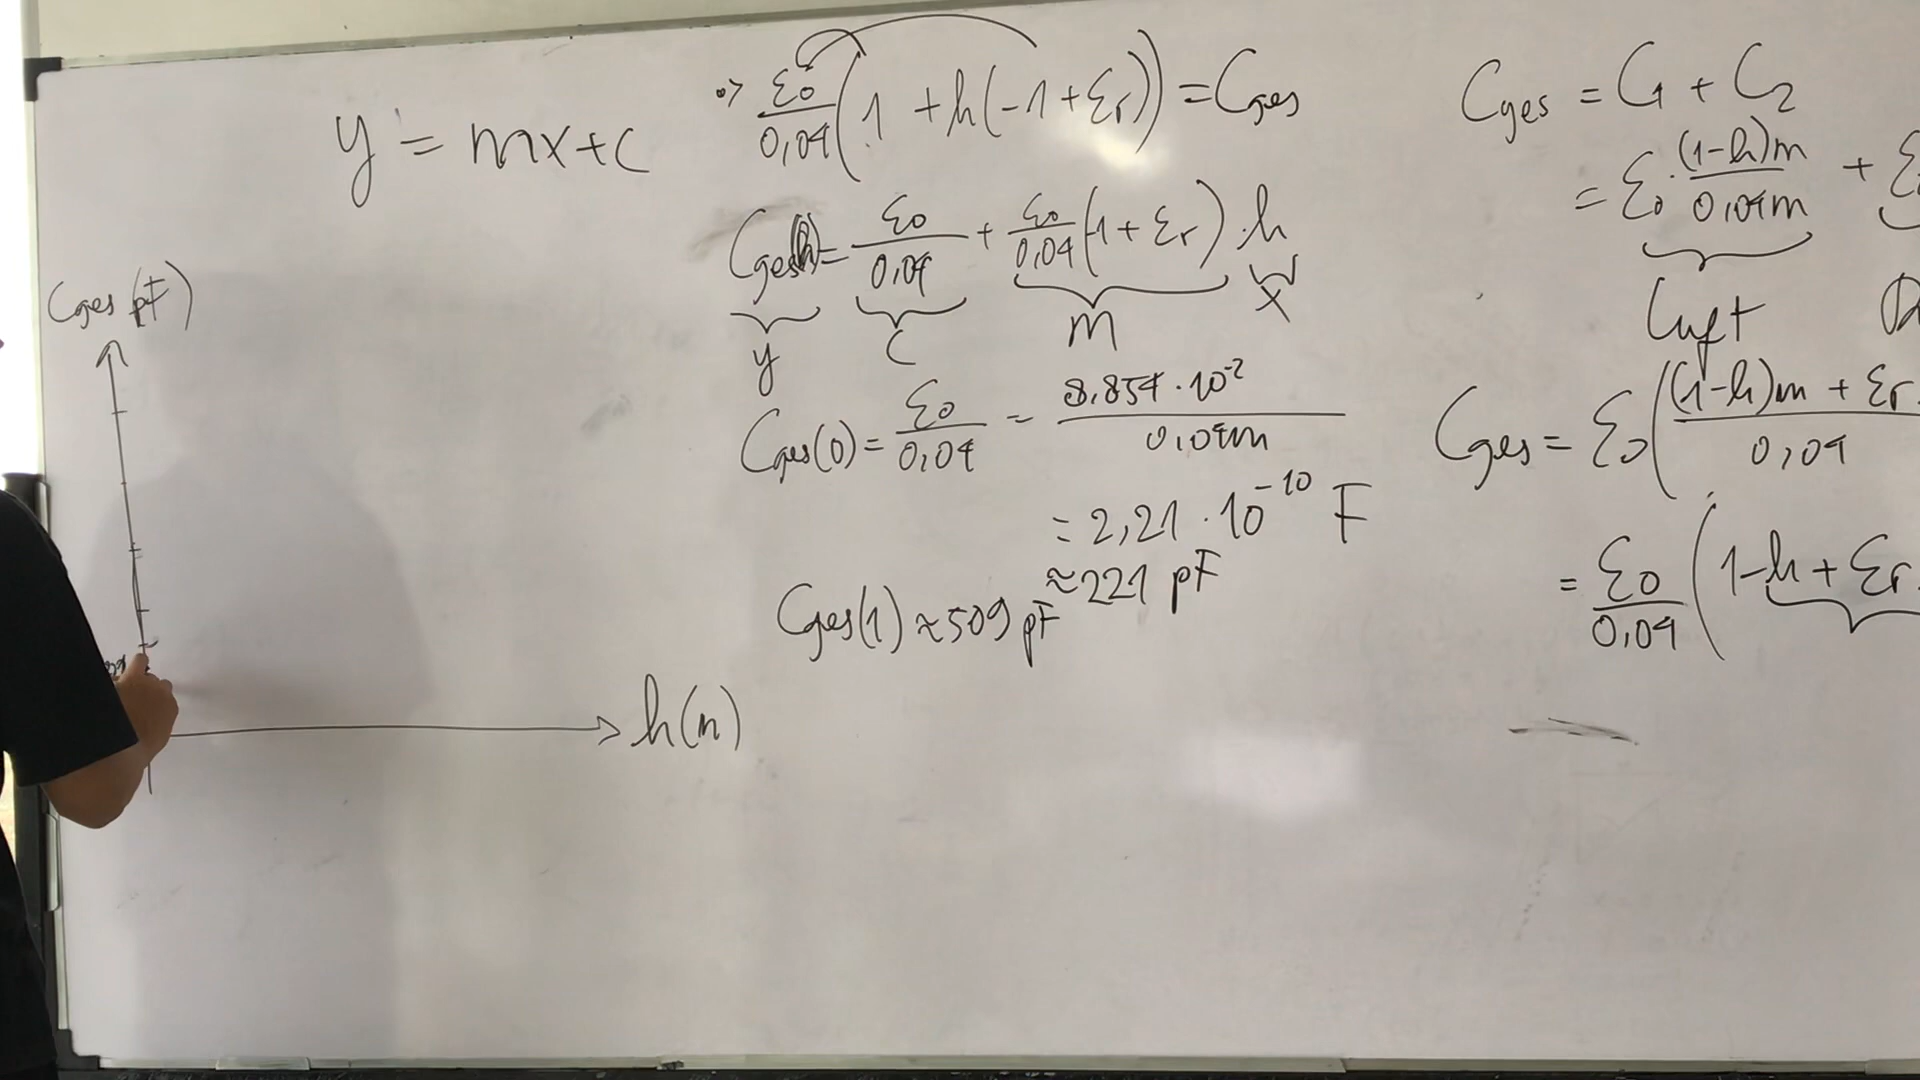 y = mx+c
=> ε0/0,04 (1 + h(-1+εr)) = Cges
Cges(h) = ε0/0,04 + ε0/0,04 (-1 + εr) · h
y c m x
Cges(0) = ε0/0,04 = 8.854 · 10^-2 / 0,04m
= 2,21 · 10^-10 F
≈ 221 pF
Cges(1) ≈ 509 pF
Cges (pF)
h(m)
Cges = C1 + C2
= ε0 · (1-h)m / 0,04m +
Luft
Cges = ε0 ((1-h)m + εr / 0,04
= ε0/0,04 (1-h + εr